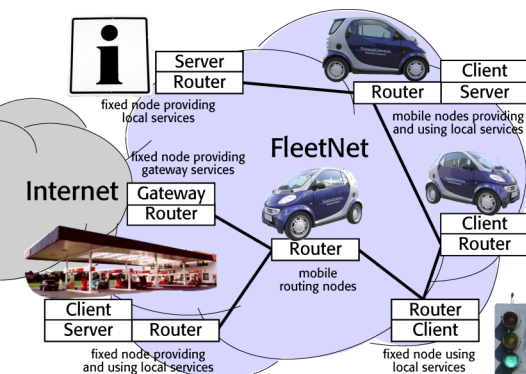 Server
Router
fixed node providing
local services
Client
Router Server
mobile nodes providing
and using local services
FleetNet
fixed node providing
gateway services
Internet
Gateway
Router
Client
Router
Router
mobile
routing nodes
Client
Server Router
fixed node providing
and using local services
Router
Client
fixed node using
local services